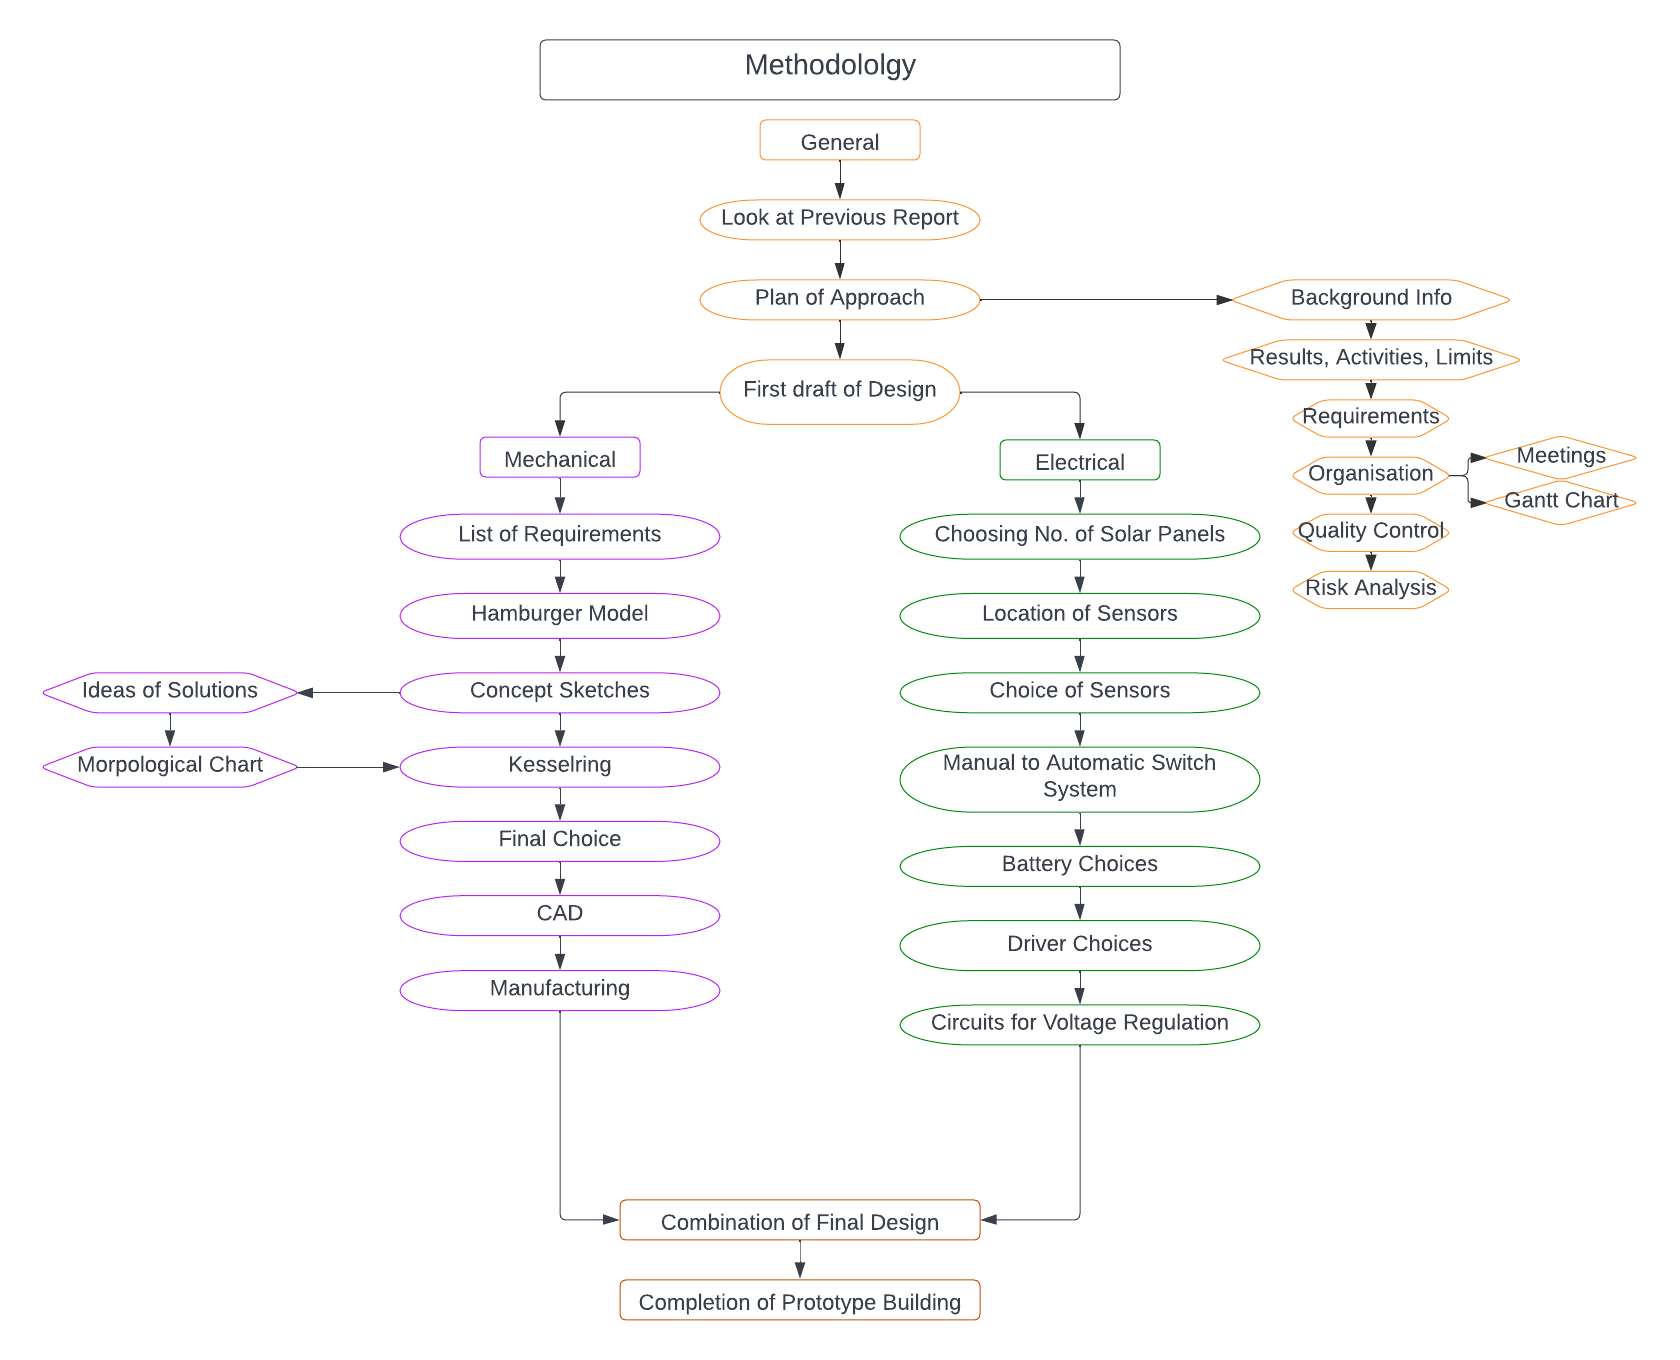 Methodololgy
General
Look at Previous Report
Plan of Approach
Background Info
Results, Activities, Limits
First draft of Design
Requirements
Organisation
Meetings
Gantt Chart
Quality Control
Risk Analysis
Mechanical
List of Requirements
Hamburger Model
Concept Sketches
Ideas of Solutions
Morpological Chart
Kesselring
Final Choice
CAD
Manufacturing
Electrical
Choosing No. of Solar Panels
Location of Sensors
Choice of Sensors
Manual to Automatic Switch
System
Battery Choices
Driver Choices
Circuits for Voltage Regulation
Combination of Final Design
Completion of Prototype Building